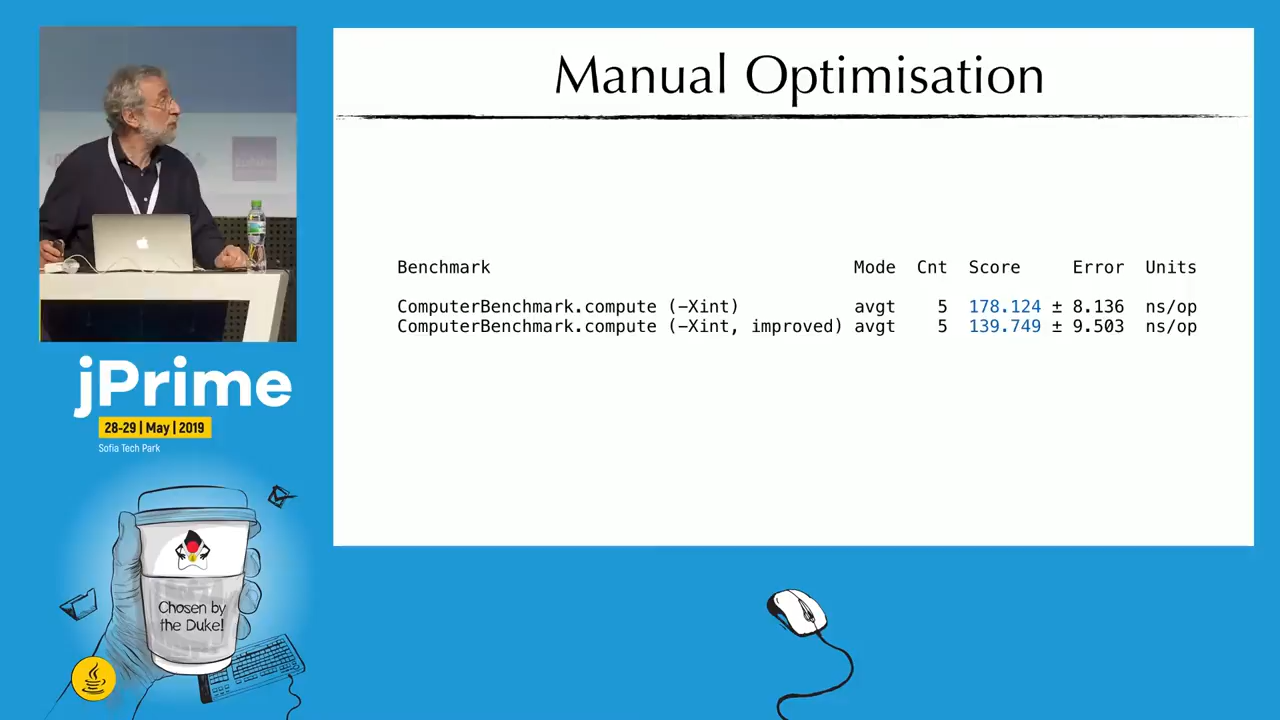 Manual Optimisation
Benchmark Mode Cnt Score Error Units
ComputerBenchmark.compute (-Xint) avgt 5 178.124 ± 8.136 ns/op
ComputerBenchmark.compute (-Xint, improved) avgt 5 139.749 ± 9.503 ns/op
jPrime
28-29 | May | 2019
Sofia Tech Park
Chosen by
the Duke!